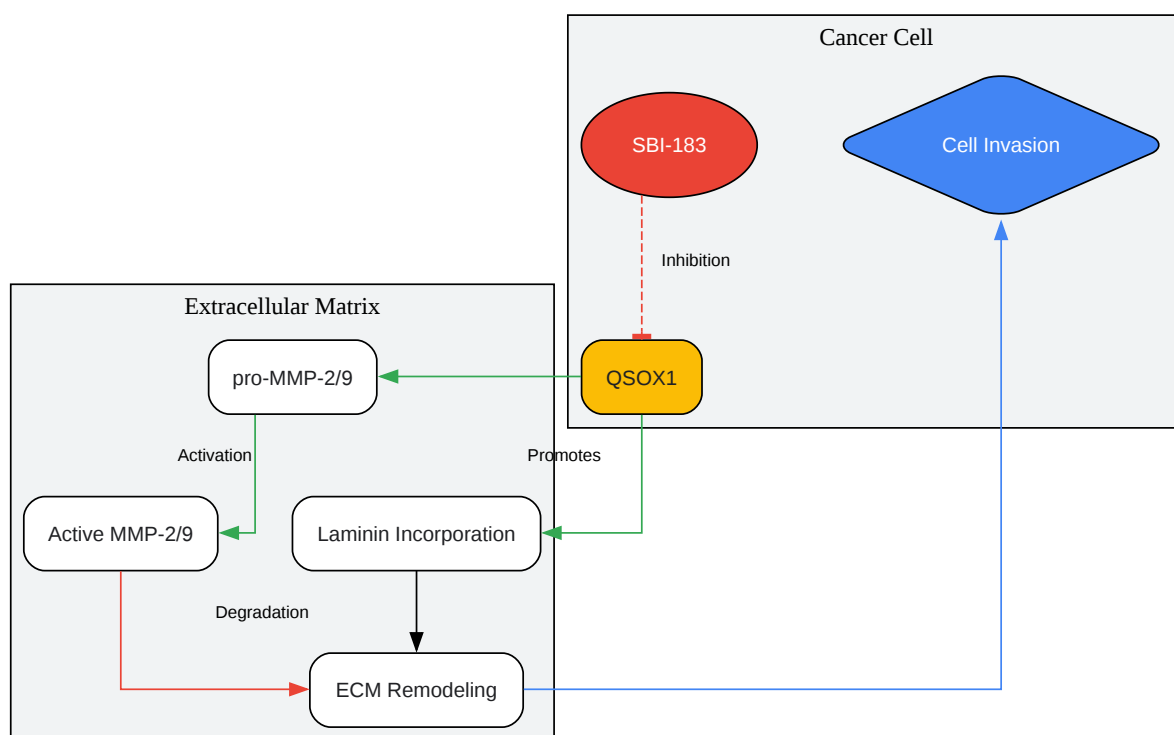 Cancer Cell
SBI-183
Cell Invasion
Inhibition
Extracellular Matrix
pro-MMP-2/9
QSOX1
Activation
Promotes
Active MMP-2/9
Laminin Incorporation
Degradation
ECM Remodeling